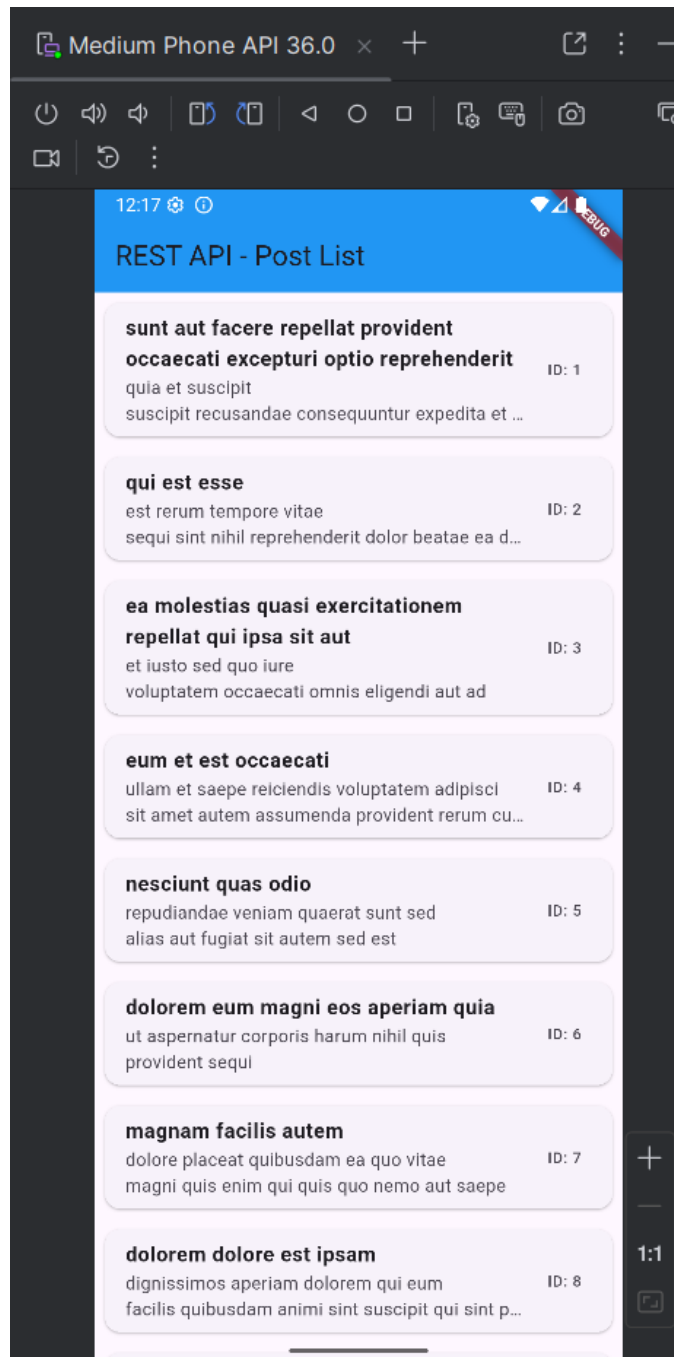 Medium Phone API 36.0
12:17
REST API - Post List
sunt aut facere repellat provident
occaecati excepturi optio reprehenderit
quia et suscipit
suscipit recusandae consequuntur expedita et ...
ID: 1
qui est esse
est rerum tempore vitae
sequi sint nihil reprehenderit dolor beatae ea d...
ID: 2
ea molestias quasi exercitationem
repellat qui ipsa sit aut
et iusto sed quo iure
voluptatem occaecati omnis eligendi aut ad
ID: 3
eum et est occaecati
ullam et saepe reiciendis voluptatem adipisci
sit amet autem assumenda provident rerum cu...
ID: 4
nesciunt quas odio
repudiandae veniam quaerat sunt sed
alias aut fugiat sit autem sed est
ID: 5
dolorem eum magni eos aperiam quia
ut aspernatur corporis harum nihil quis
provident sequi
ID: 6
magnam facilis autem
dolore placeat quibusdam ea quo vitae
magni quis enim qui quis quo nemo aut saepe
ID: 7
dolorem dolore est ipsam
dignissimos aperiam dolorem qui eum
facilis quibusdam animi sint suscipit qui sint p...
ID: 8
1:1